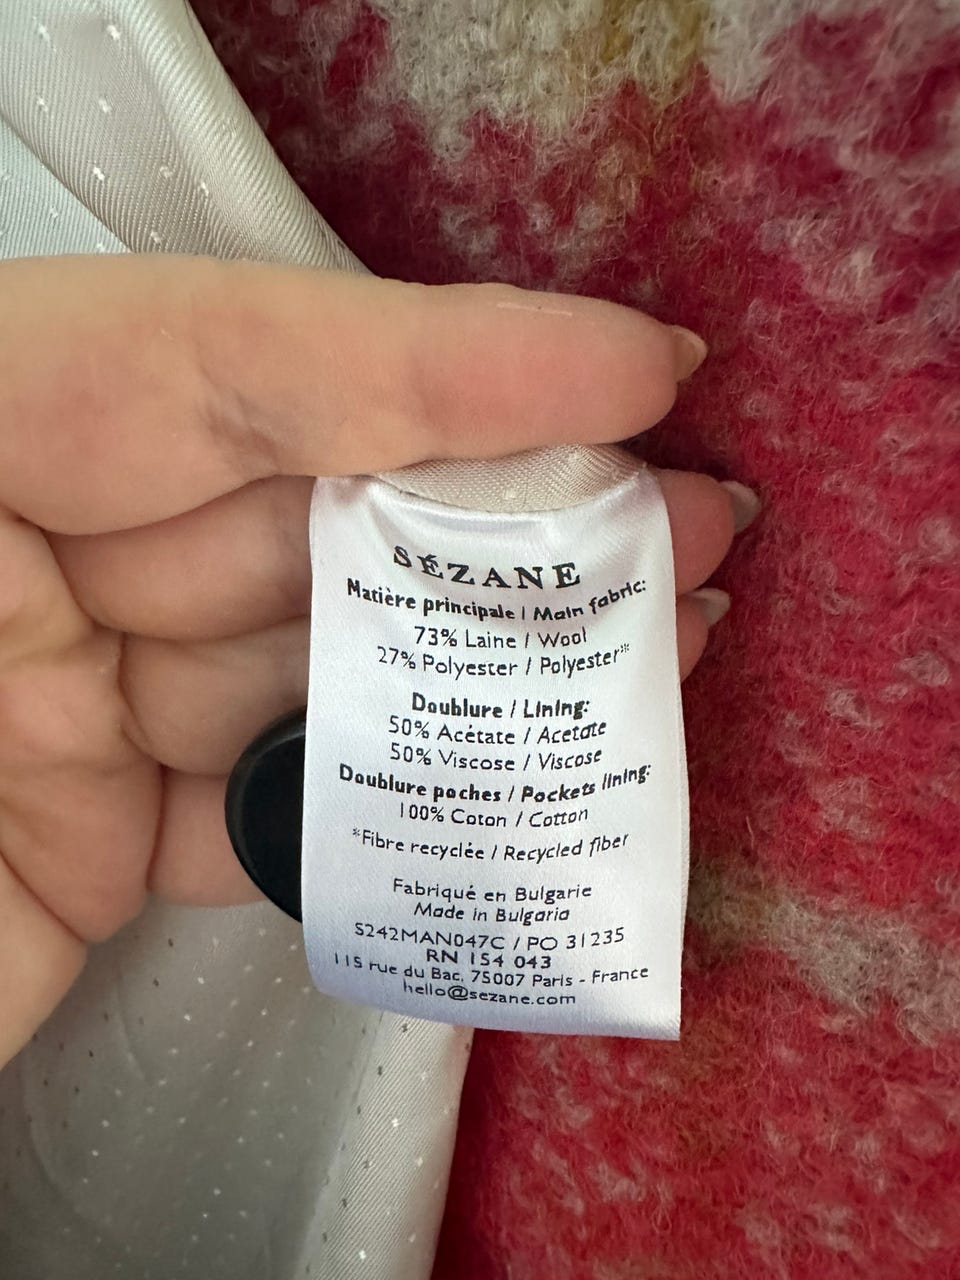 SÉZANE
Matière principale / Main fabric:
73% Laine / Wool
27% Polyester / Polyester*
Doublure / Lining:
50% Acétate / Acetate
50% Viscose / Viscose
Doublure poches / Pockets lining:
100% Coton / Cotton
*Fibre recyclée / Recycled fiber
Fabriqué en Bulgarie
Made in Bulgaria
S242MAN047C / PO 31235
RN 154 043
115 rue du Bac, 75007 Paris - France
hello@sezane.com